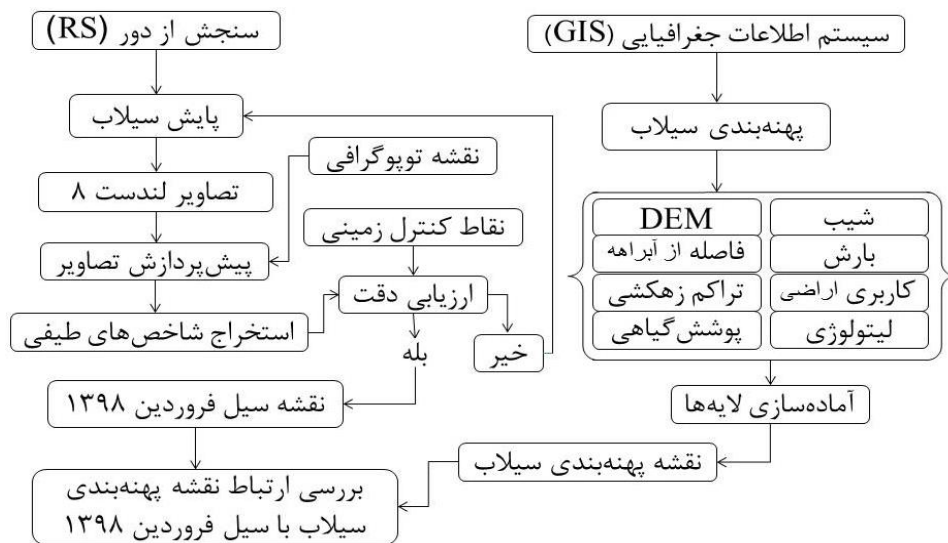 سیستم اطلاعات جغرافیایی (GIS)
پهنه‌بندی سیلاب
شیب
DEM
بارش
فاصله از آبراهه
کاربری اراضی
تراکم زهکشی
لیتولوژی
پوشش‌گیاهی
آماده‌سازی لایه‌ها
نقشه پهنه‌بندی سیلاب
سنجش از دور (RS)
پایش سیلاب
نقشه توپوگرافی
تصاویر لندست ۸
نقاط کنترل زمینی
پیش‌پردازش تصاویر
ارزیابی دقت
استخراج شاخص‌های طیفی
خیر
بله
نقشه سیل فروردین ۱۳۹۸
بررسی ارتباط نقشه پهنه‌بندی
سیلاب با سیل فروردین ۱۳۹۸